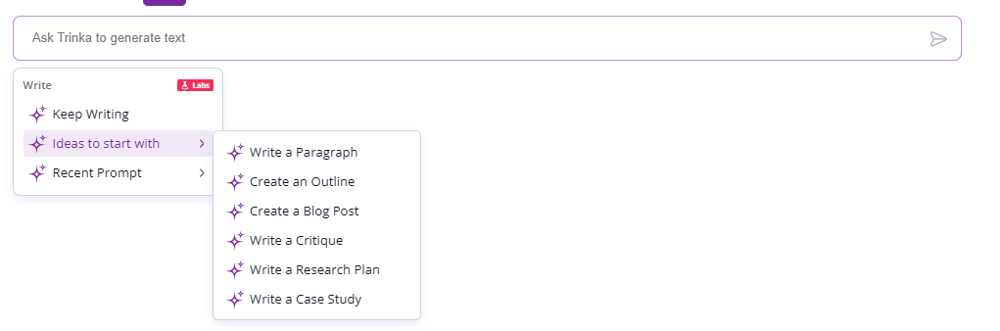 Ask Trinka to generate text
Write Labs
Keep Writing
Ideas to start with
Recent Prompt
Write a Paragraph
Create an Outline
Create a Blog Post
Write a Critique
Write a Research Plan
Write a Case Study